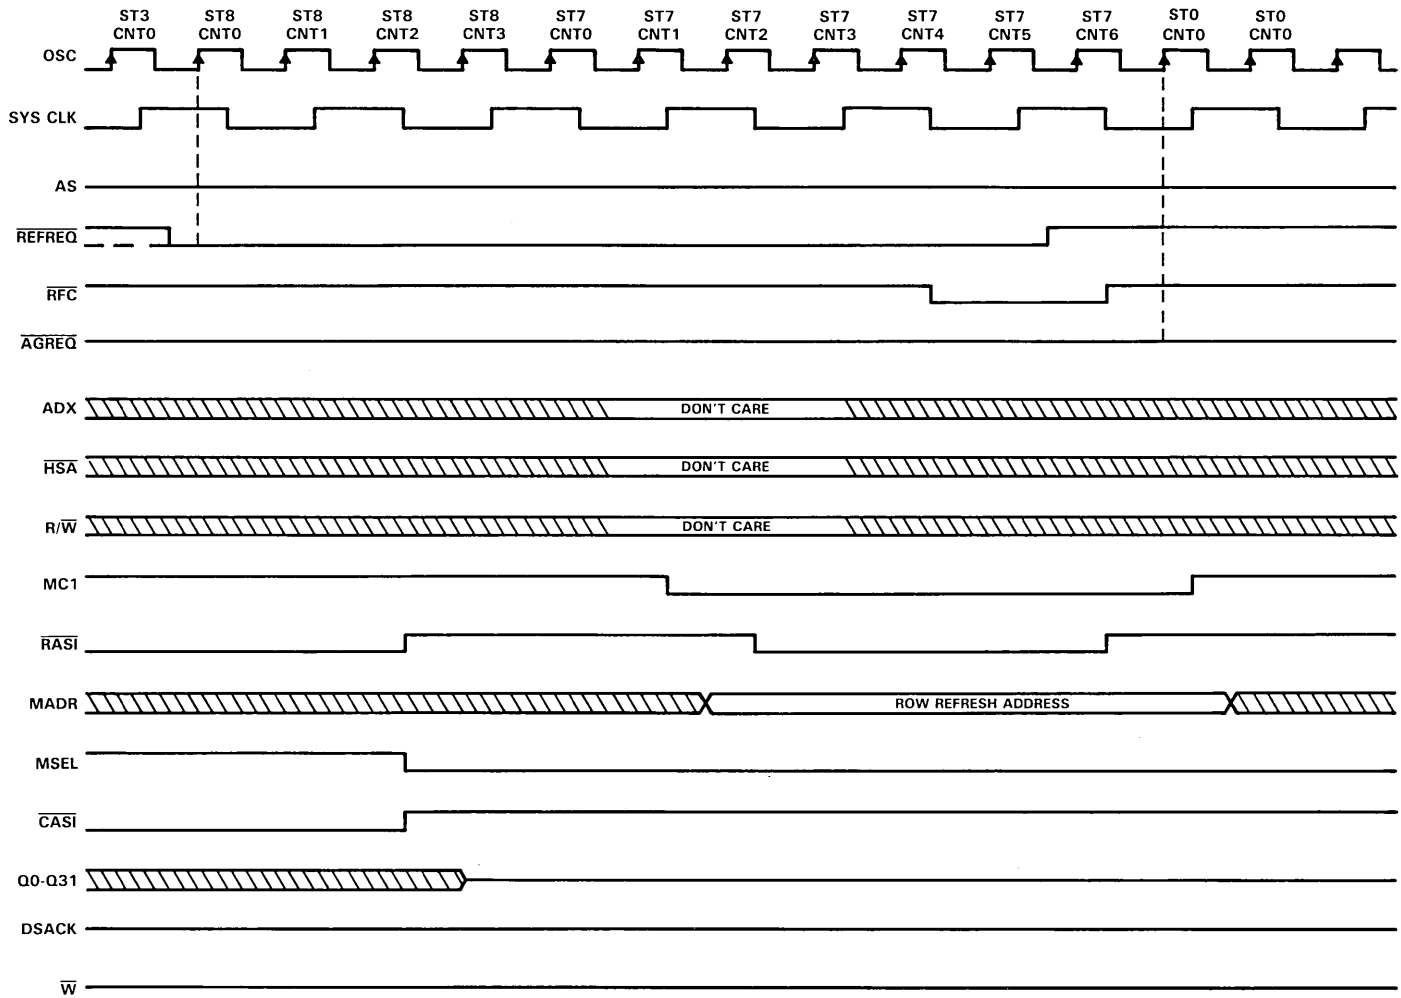 ST3 ST8 ST8 ST8 ST8 ST7 ST7 ST7 ST7 ST7 ST7 ST7 ST0 ST0
CNT0 CNT0 CNT1 CNT2 CNT3 CNT0 CNT1 CNT2 CNT3 CNT4 CNT5 CNT6 CNT0 CNT0
OSC
SYS CLK
AS
REFREQ
RFC
AGREQ
ADX DON'T CARE
HSA DON'T CARE
R/W DON'T CARE
MC1
RASI
MADR ROW REFRESH ADDRESS
MSEL
CASI
Q0-Q31
DSACK
W